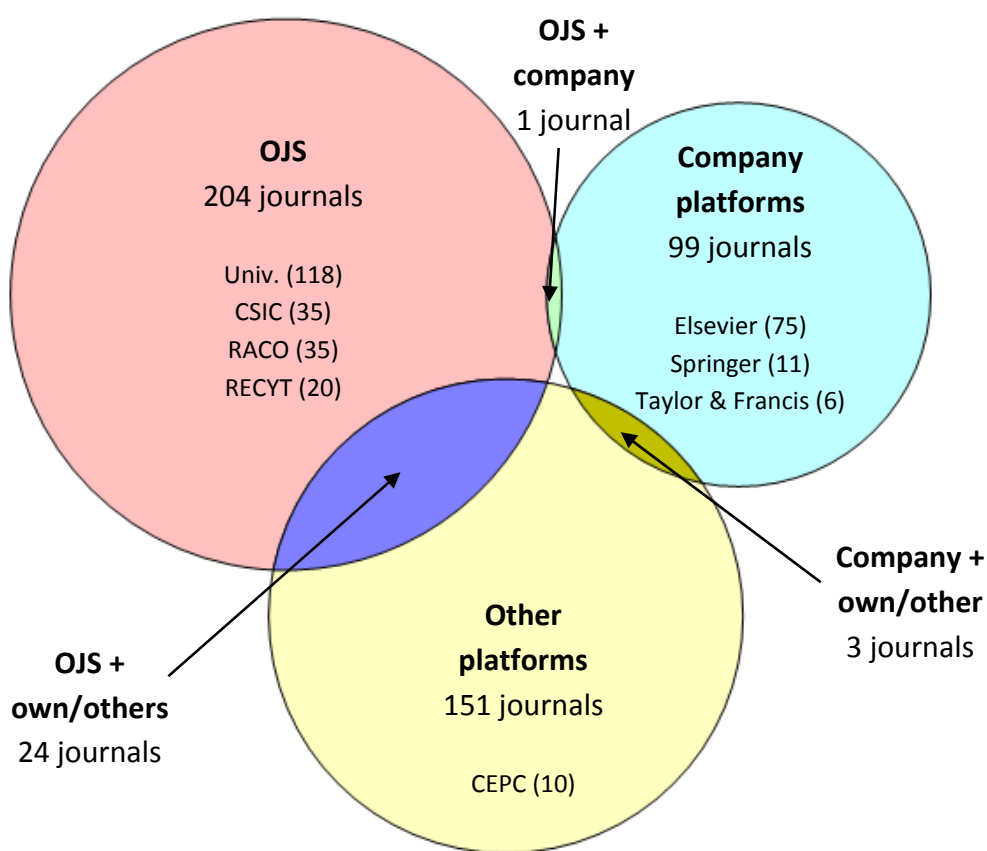 OJS +
company
1 journal
OJS
204 journals
Univ. (118)
CSIC (35)
RACO (35)
RECYT (20)
Company
platforms
99 journals
Elsevier (75)
Springer (11)
Taylor & Francis (6)
Company +
own/other
3 journals
Other
platforms
151 journals
CEPC (10)
OJS +
own/others
24 journals